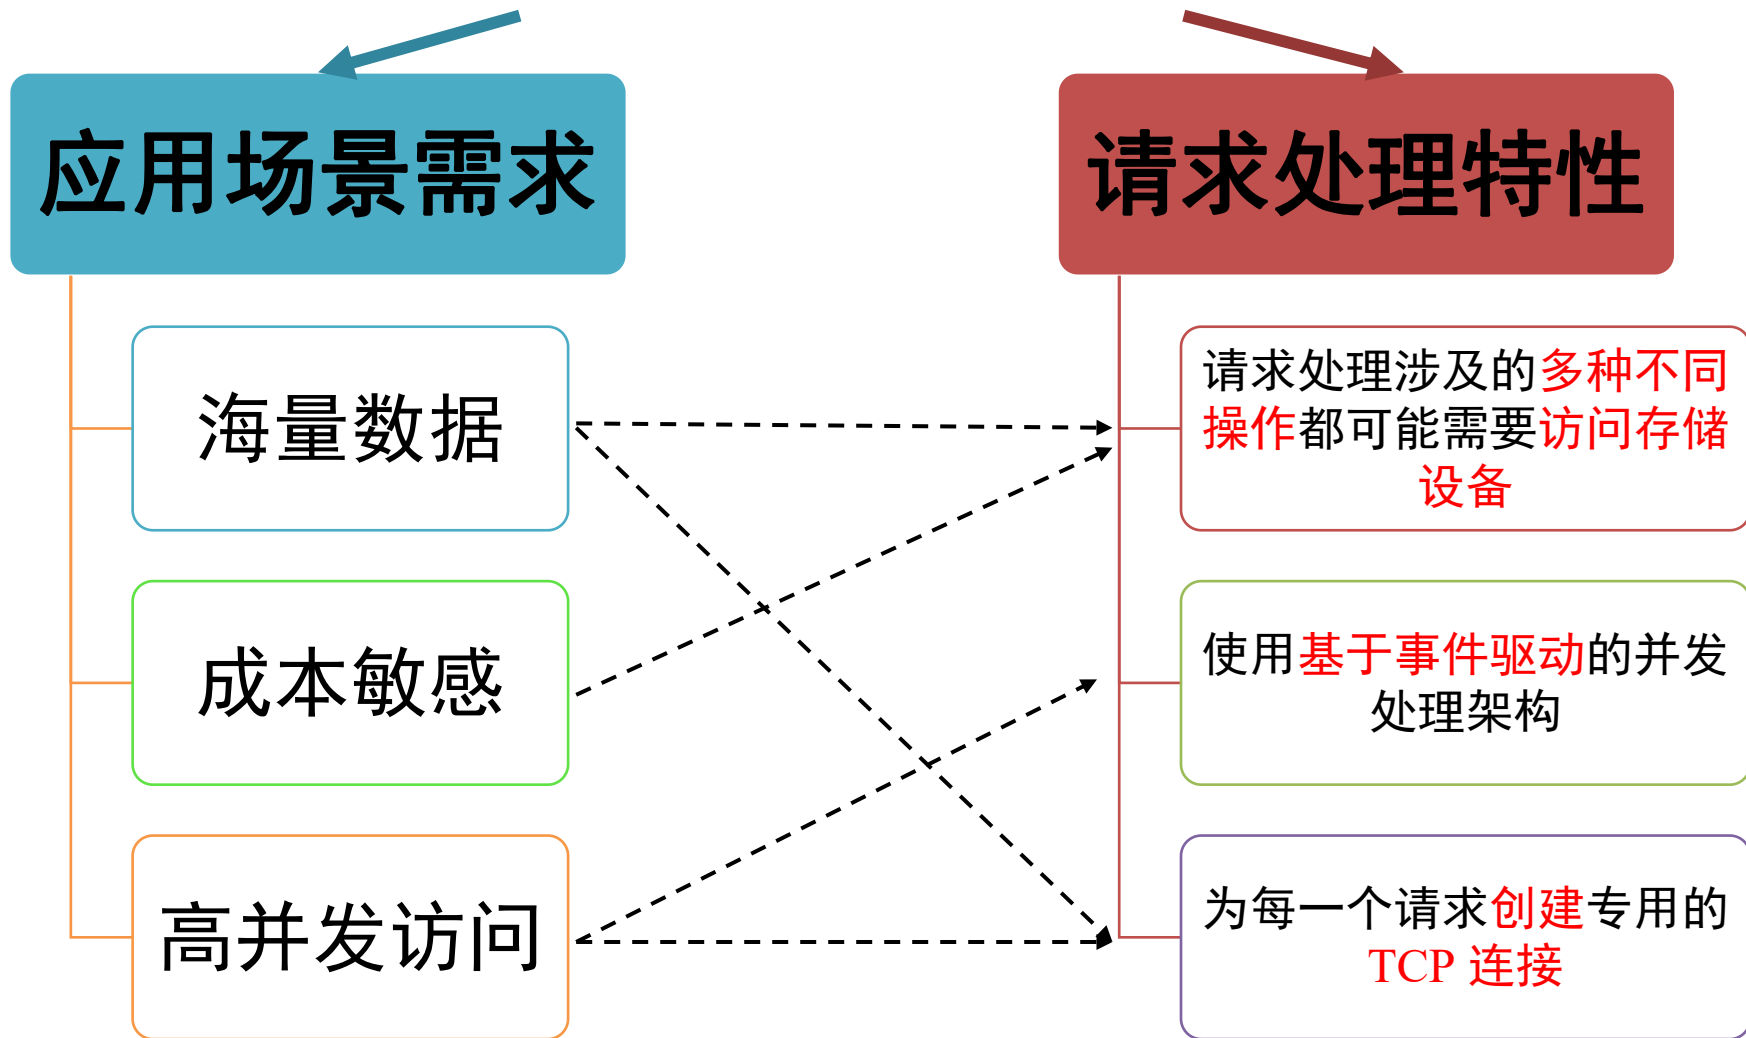 应用场景需求
海量数据
成本敏感
高并发访问
请求处理特性
请求处理涉及的多种不同
操作都可能需要访问存储
设备
使用基于事件驱动的并发
处理架构
为每一个请求创建专用的
TCP 连接